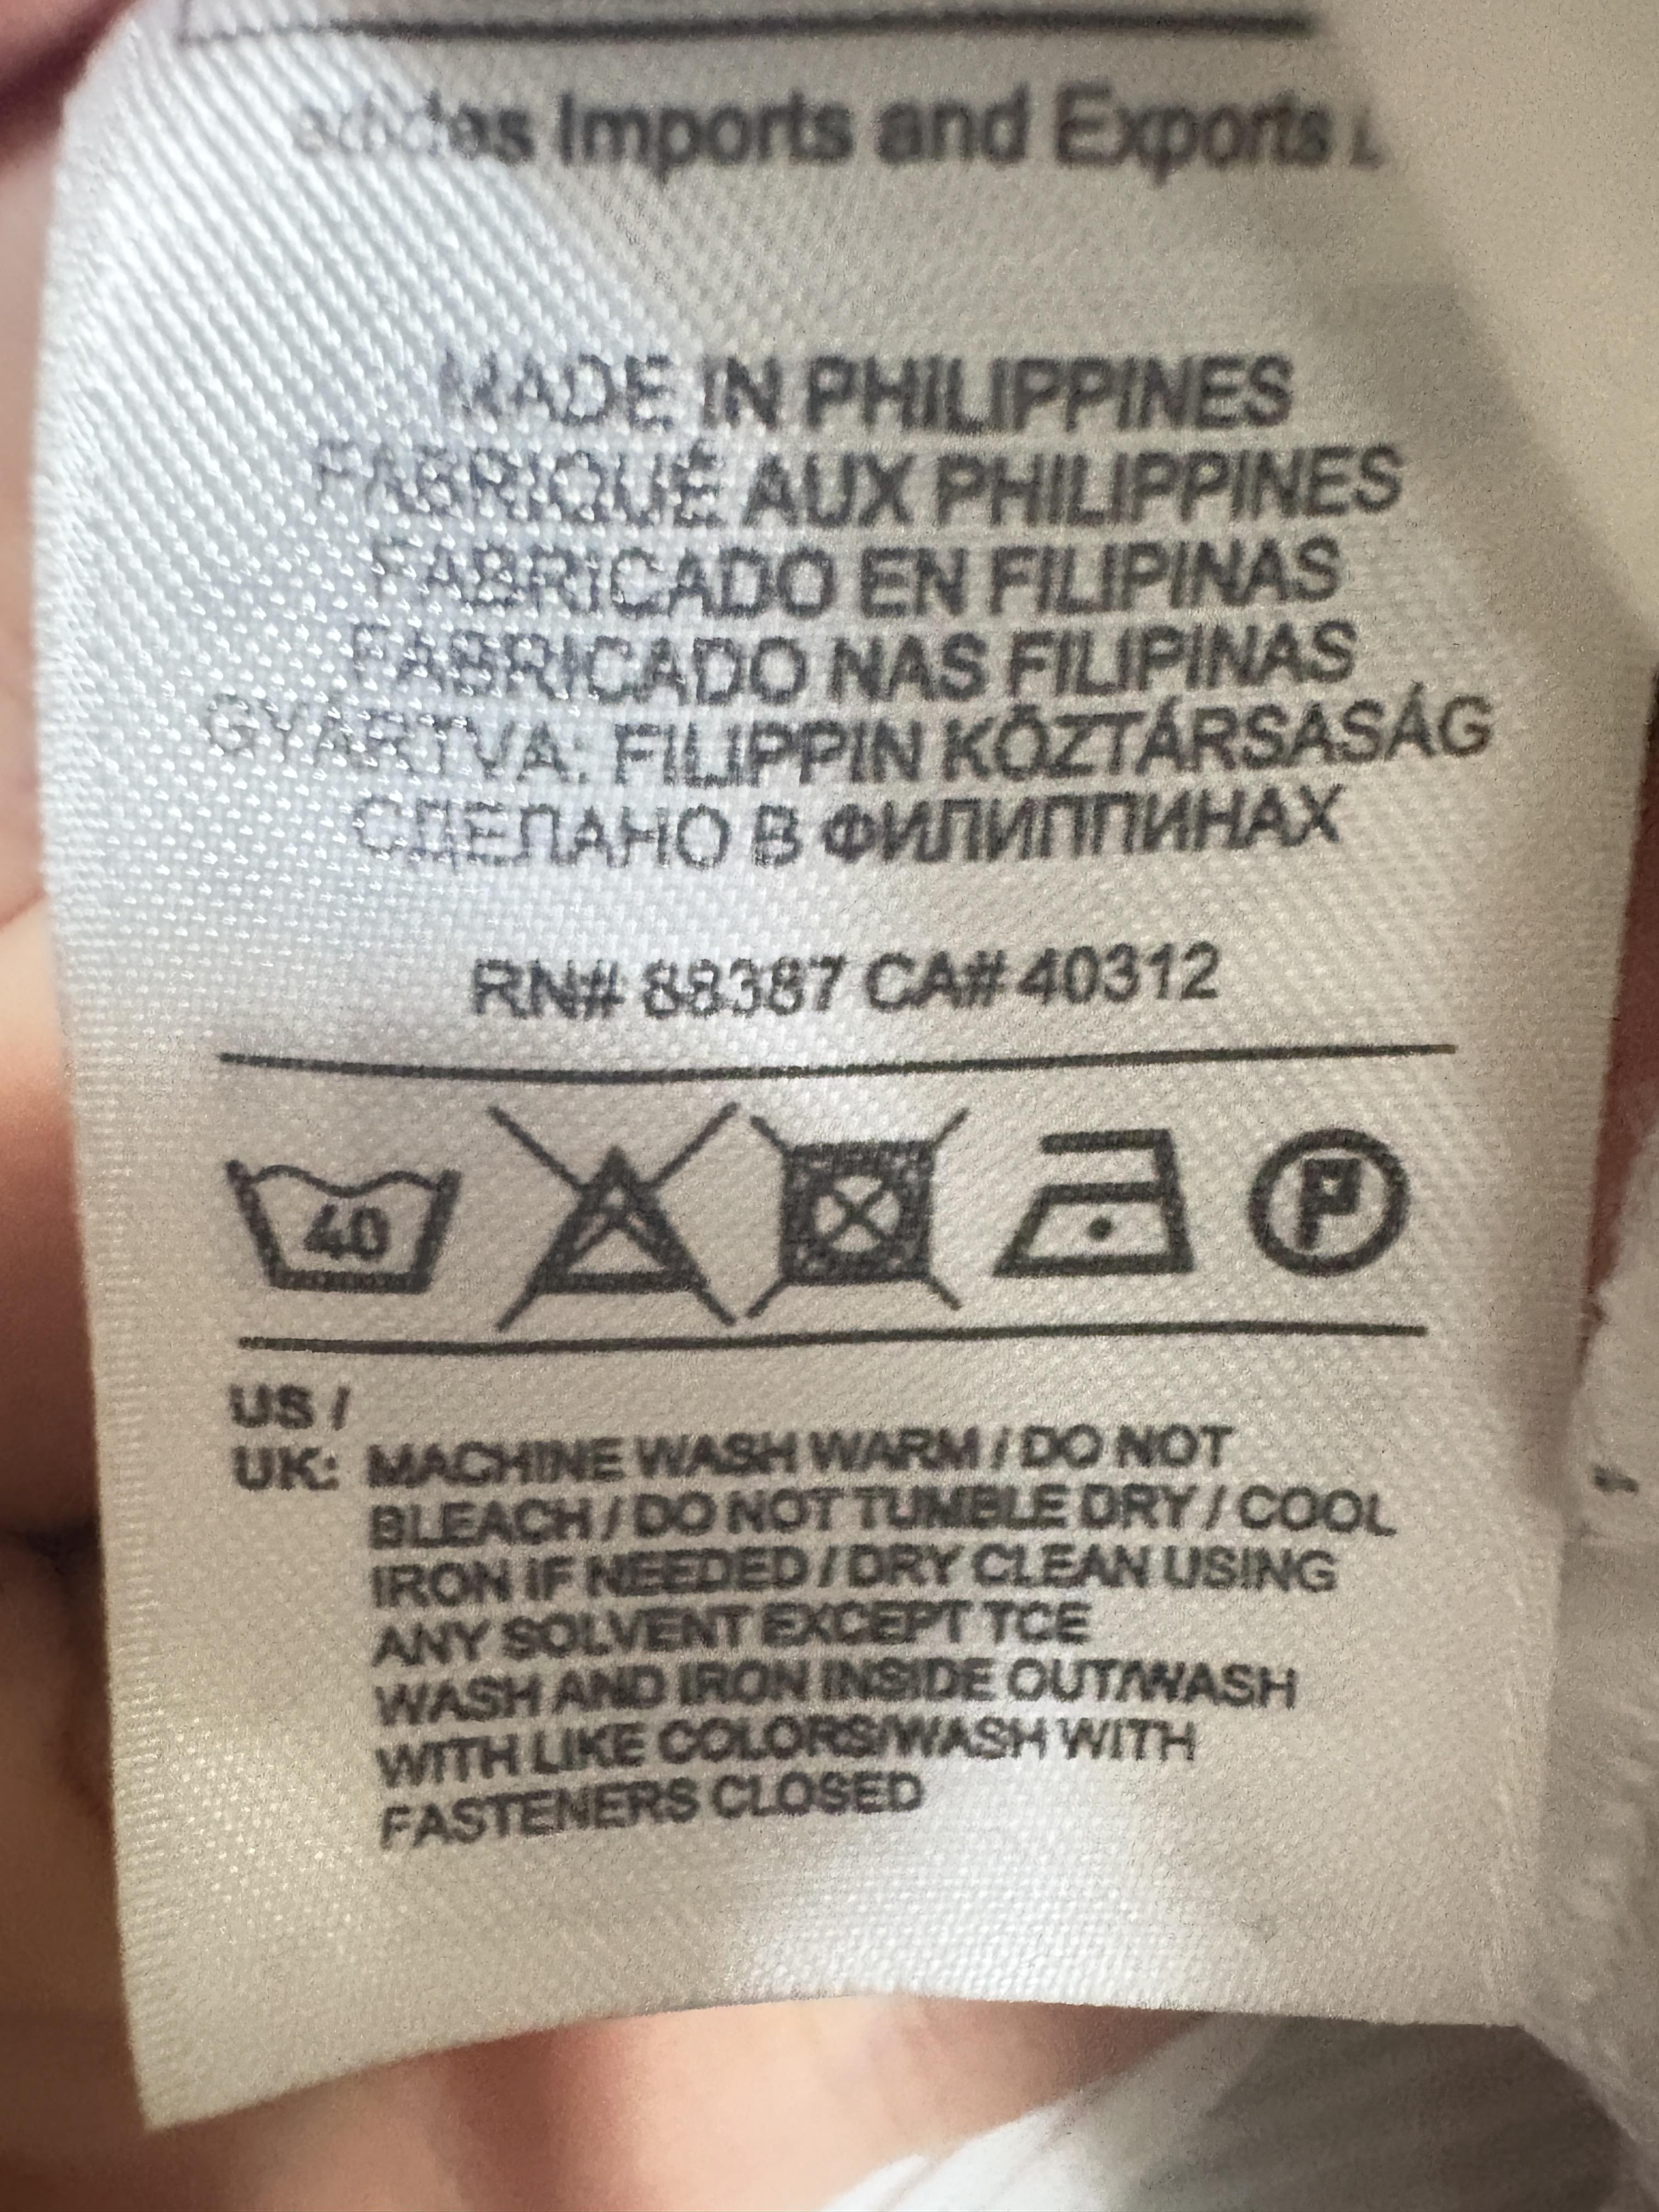 adidas Imports and Exports
MADE IN PHILIPPINES
FABRIQUÉ AUX PHILIPPINES
FABRICADO EN FILIPINAS
FABRICADO NAS FILIPINAS
GYÁRTVA: FILIPPIN KÖZTÁRSASÁG
СДЕЛАНО В ФИЛИППИНАХ
RN# 88387 CA# 40312
40 P
US /
UK: MACHINE WASH WARM / DO NOT
BLEACH / DO NOT TUMBLE DRY / COOL
IRON IF NEEDED / DRY CLEAN USING
ANY SOLVENT EXCEPT TCE
WASH AND IRON INSIDE OUT/WASH
WITH LIKE COLORS/WASH WITH
FASTENERS CLOSED